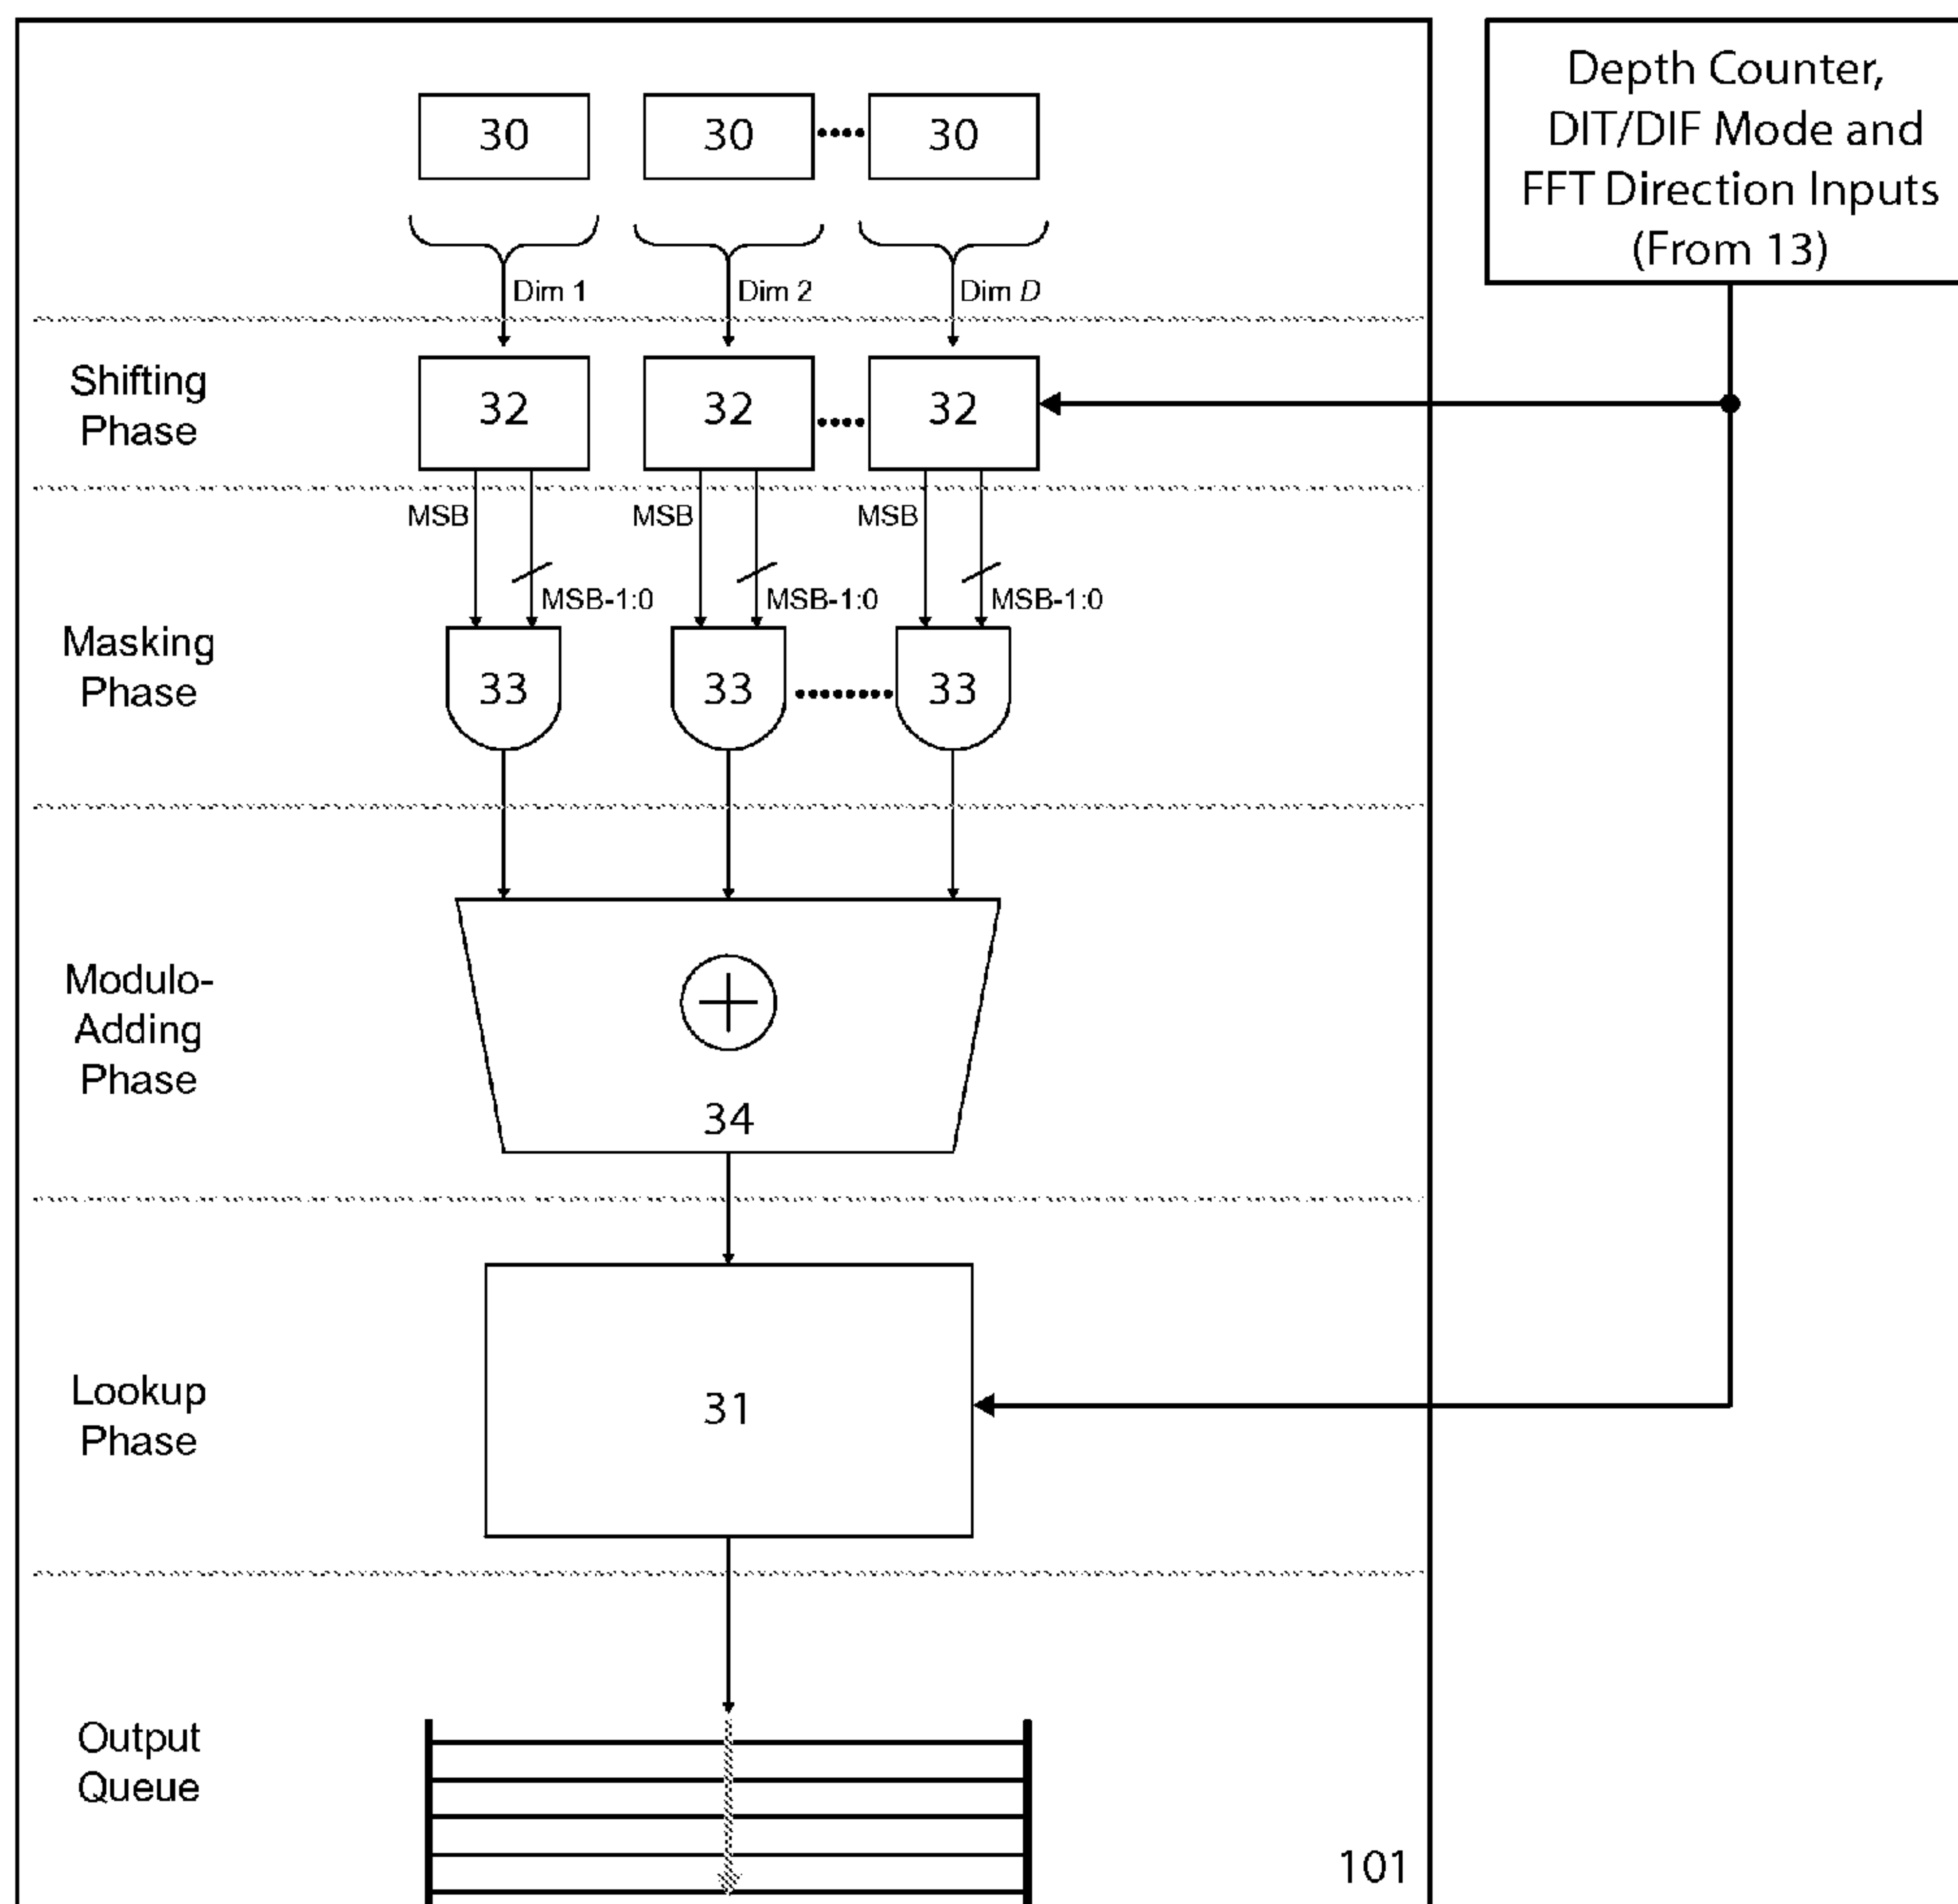 Depth Counter,
DIT/DIF Mode and
FFT Direction Inputs
(From 13)
30 30 30
Dim 1 Dim 2 Dim D
Shifting
Phase
32 32 32
MSB MSB MSB
MSB-1:0 MSB-1:0 MSB-1:0
Masking
Phase
33 33 33
Modulo-
Adding
Phase
34
Lookup
Phase
31
Output
Queue
101